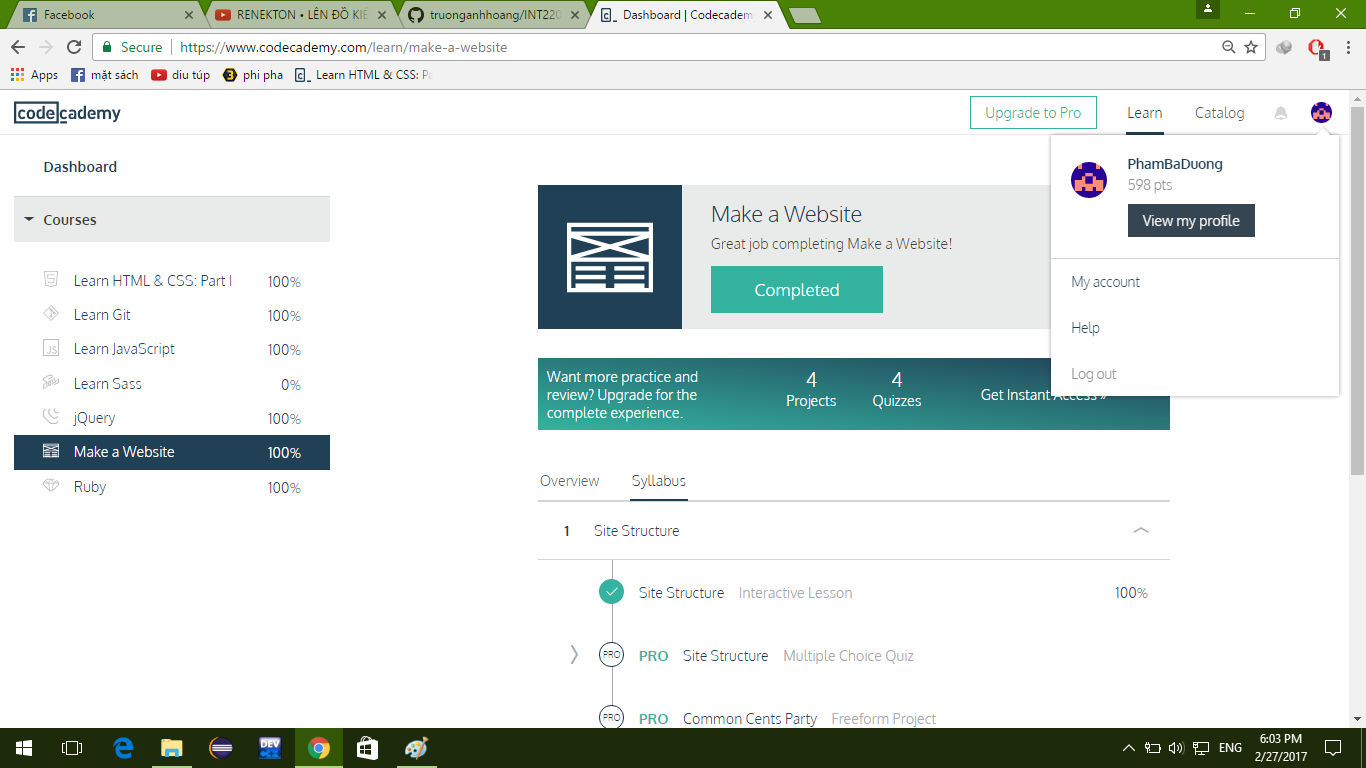 Facebook
RENEKTON • LÊN ĐỒ KIẾ
truonganhhoang/INT220
Dashboard | Codecadem
Secure https://www.codecademy.com/learn/make-a-website
1
Apps mặt sách diu túp phi pha Learn HTML & CSS: Pa
codecademy
Upgrade to Pro Learn Catalog
Dashboard
PhamBaDuong
598 pts
View my profile
My account
Help
Log out
Courses
Learn HTML & CSS: Part I 100%
Learn Git 100%
Learn JavaScript 100%
Learn Sass 0%
jQuery 100%
Make a Website 100%
Ruby 100%
Make a Website
Great job completing Make a Website!
Completed
Want more practice and
review? Upgrade for the
complete experience.
4
Projects
4
Quizzes
Get Instant Access »
Overview Syllabus
1 Site Structure
Site Structure Interactive Lesson 100%
PRO PRO Site Structure Multiple Choice Quiz
PRO PRO Common Cents Party Freeform Project
DEV
ENG
6:03 PM
2/27/2017